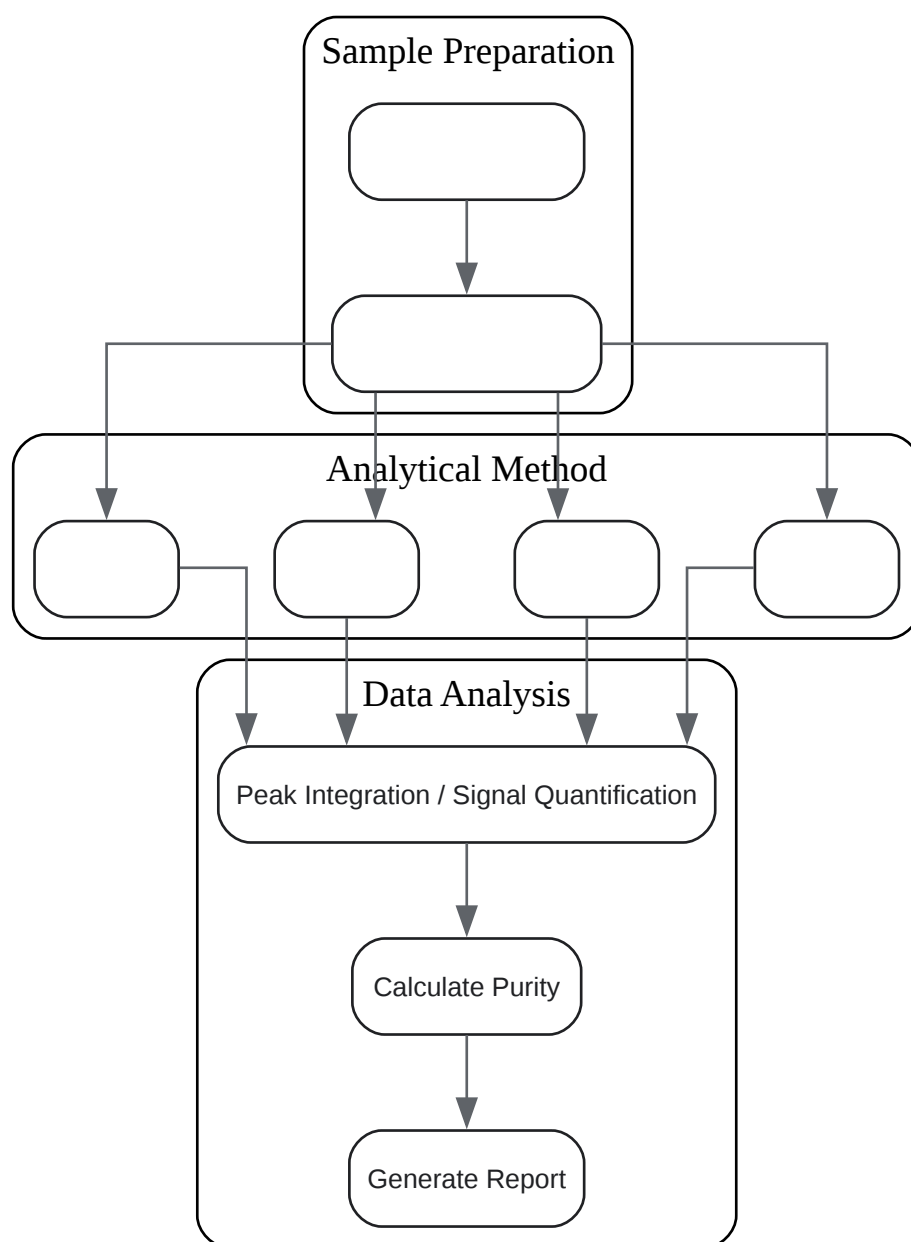 Sample Preparation
Analytical Method
Data Analysis
Peak Integration / Signal Quantification
Calculate Purity
Generate Report